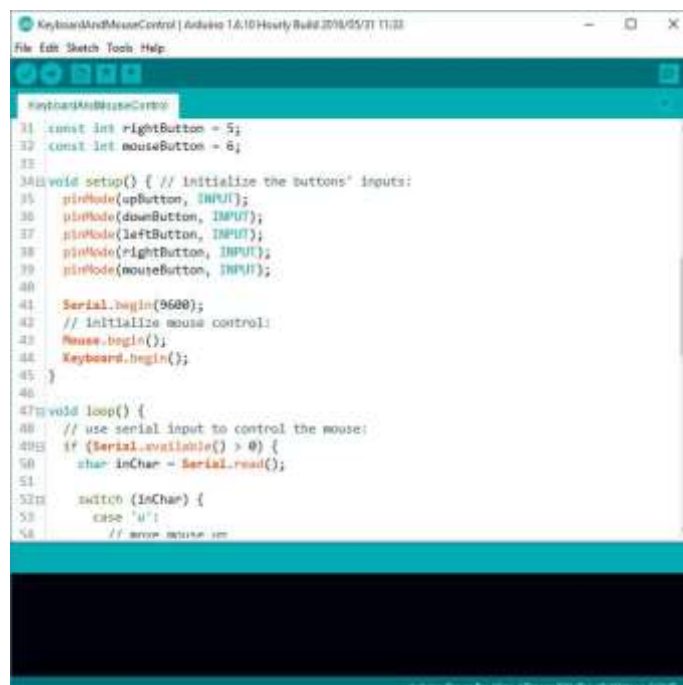 KeyboardAndMouseControl | Arduino 1.6.10 Hourly Build 2016/05/31 11:33
File Edit Sketch Tools Help
KeyboardAndMouseControl
31 const int rightButton = 5;
32 const int mouseButton = 6;
33
34 void setup() { // initialize the buttons' inputs:
35 pinMode(upButton, INPUT);
36 pinMode(downButton, INPUT);
37 pinMode(leftButton, INPUT);
38 pinMode(rightButton, INPUT);
39 pinMode(mouseButton, INPUT);
40
41 Serial.begin(9600);
42 // initialize mouse control:
43 Mouse.begin();
44 Keyboard.begin();
45 }
46
47 void loop() {
48 // use serial input to control the mouse:
49 if (Serial.available() > 0) {
50 char inChar = Serial.read();
51
52 switch (inChar) {
53 case 'u':
54 // move mouse up